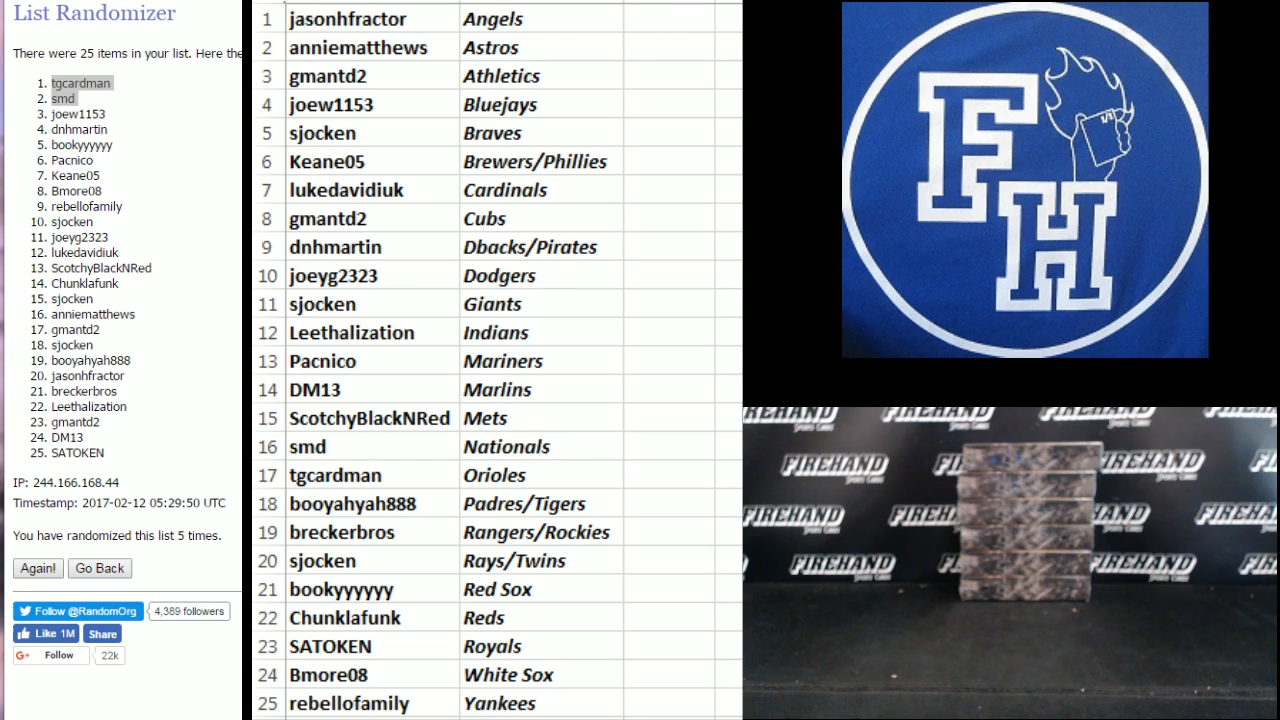 List Randomizer
There were 25 items in your list. Here the
1. tgcardman
2. smd
3. joew1153
4. dnhmartin
5. bookyyyyyy
6. Pacnico
7. Keane05
8. Bmore08
9. rebellofamily
10. sjocken
11. joeyg2323
12. lukedavidiuk
13. ScotchyBlackNRed
14. Chunklafunk
15. sjocken
16. anniematthews
17. gmantd2
18. sjocken
19. booyahyah888
20. jasonhfractor
21. breckerbros
22. Leethalization
23. gmantd2
24. DM13
25. SATOKEN
IP: 244.166.168.44
Timestamp: 2017-02-12 05:29:50 UTC
You have randomized this list 5 times.
Again! Go Back
Follow @RandomOrg 4,389 followers
Like 1M Share
G+ Follow 22k
1 jasonhfractor Angels
2 anniematthews Astros
3 gmantd2 Athletics
4 joew1153 Bluejays
5 sjocken Braves
6 Keane05 Brewers/Phillies
7 lukedavidiuk Cardinals
8 gmantd2 Cubs
9 dnhmartin Dbacks/Pirates
10 joeyg2323 Dodgers
11 sjocken Giants
12 Leethalization Indians
13 Pacnico Mariners
14 DM13 Marlins
15 ScotchyBlackNRed Mets
16 smd Nationals
17 tgcardman Orioles
18 booyahyah888 Padres/Tigers
19 breckerbros Rangers/Rockies
20 sjocken Rays/Twins
21 bookyyyyyy Red Sox
22 Chunklafunk Reds
23 SATOKEN Royals
24 Bmore08 White Sox
25 rebellofamily Yankees
FH
1/1
FIREHAND
FIREHAND
FIREHAND
FIREHAND